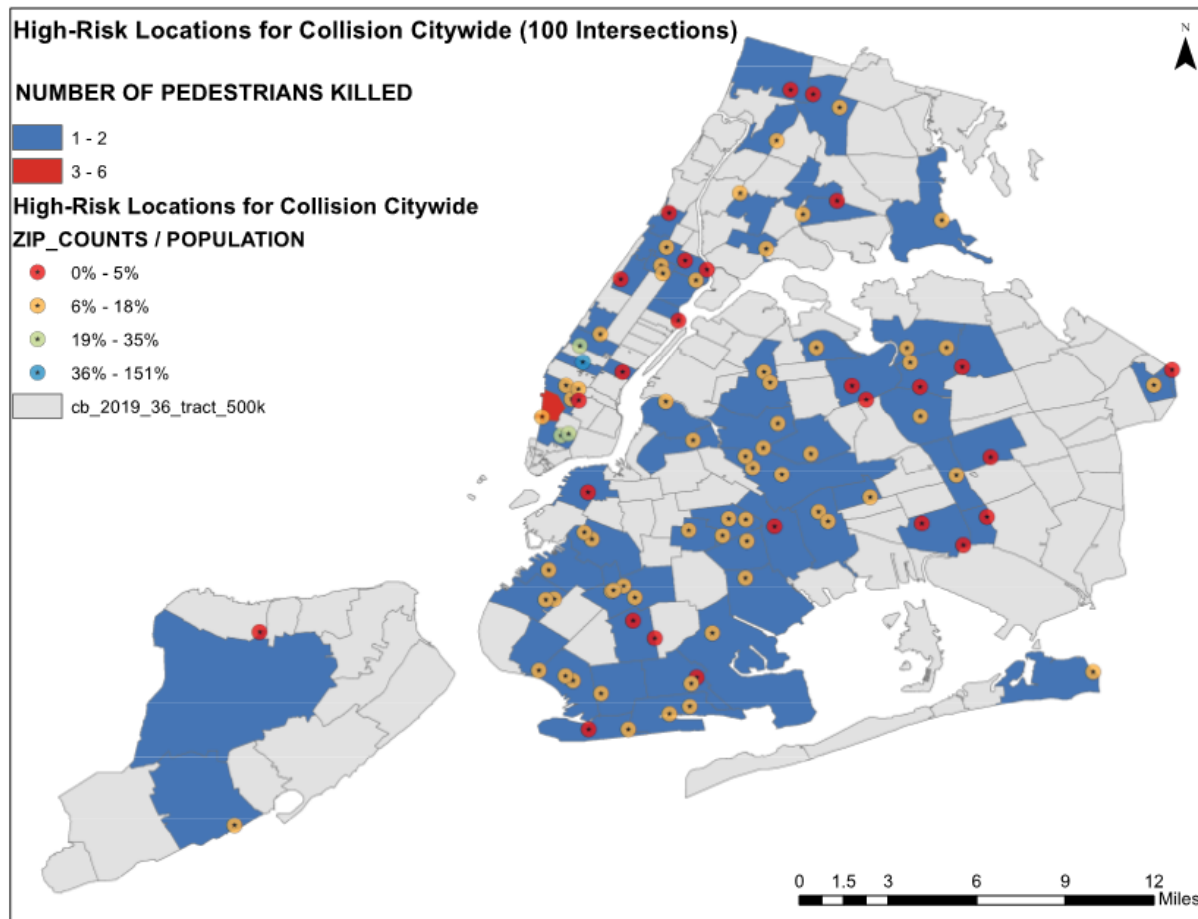 High-Risk Locations for Collision Citywide (100 Intersections)
N
NUMBER OF PEDESTRIANS KILLED
1 - 2
3 - 6
High-Risk Locations for Collision Citywide
ZIP_COUNTS / POPULATION
0% - 5%
6% - 18%
19% - 35%
36% - 151%
cb_2019_36_tract_500k
0 1.5 3 6 9 12
Miles